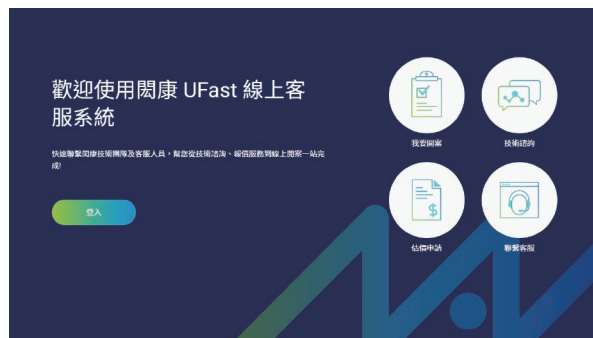 歡迎使用閎康 UFast 線上客
服系統
快速聯繫閎康技術團隊及客服人員，幫您從技術諮詢、報價服務到線上開案一站完
成!
登入
我要開案
技術諮詢
估價申請
聯繫客服
$